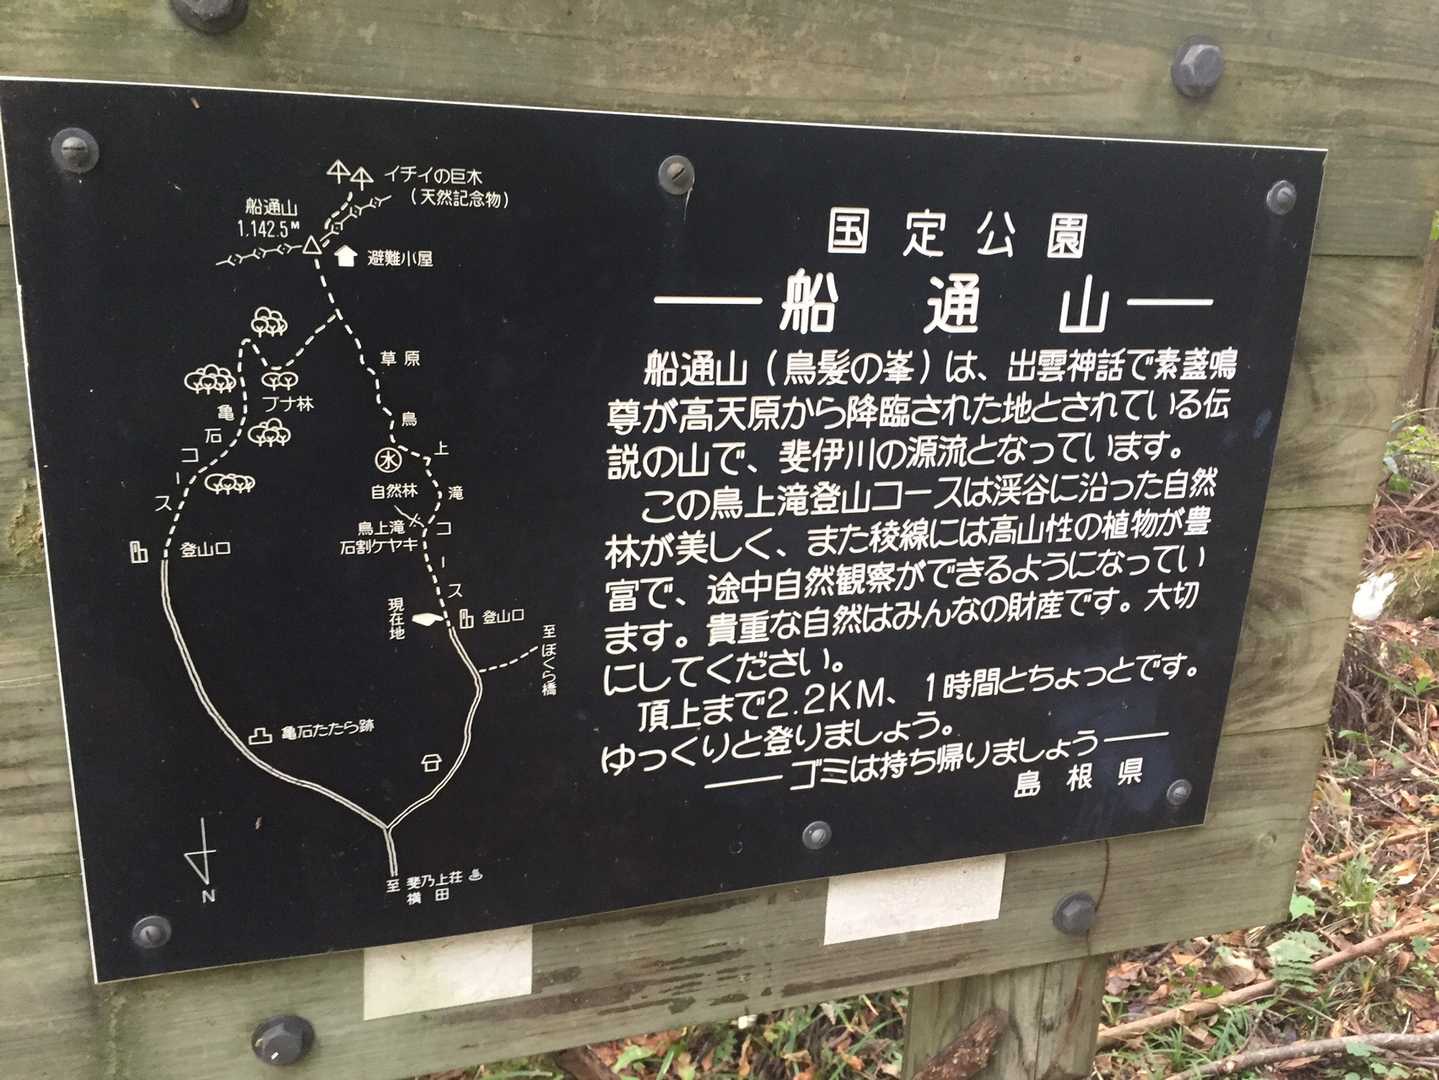 国定公園
船通山
船通山(鳥髪の峯)は、出雲神話で素盞鳴
尊が高天原から降臨された地とされている伝
説の山で、斐伊川の源流となっています。
この鳥上滝登山コースは渓谷に沿った自然
林が美しく、また稜線には高山性の植物が豊
富で、途中自然観察ができるようになってい
ます。貴重な自然はみんなの財産です。大切
にしてください。
頂上まで2.2KM、1時間とちょっとです。
ゆっくりと登りましょう。
ゴミは持ち帰りましょう
島根県
イチイの巨木
(天然記念物)
船通山
1.142.5M
避難小屋
草原
ブナ林
亀石コース
鳥上滝コース
水
自然林
鳥上滝
石割ケヤキ
登山口
現在地
登山口
至ぼくら橋
亀石たたら跡
至 斐乃上荘
横田
N